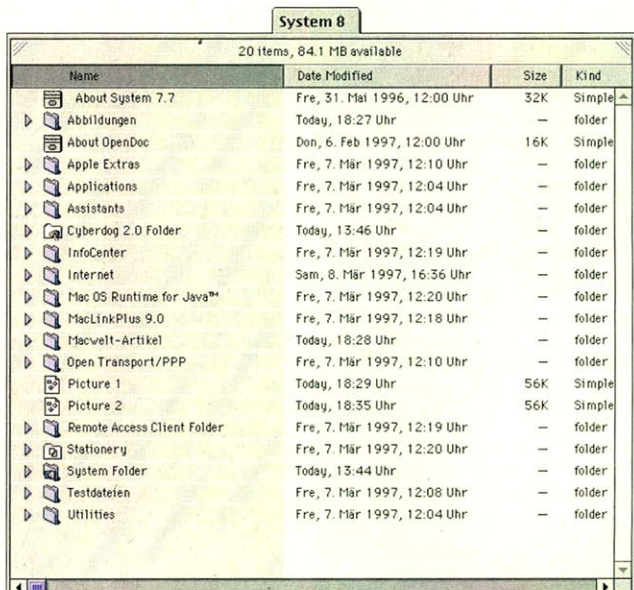 System 8
20 items, 84.1 MB available
Name Date Modified Size Kind
About System 7.7 Fre, 31. Mai 1996, 12:00 Uhr 32K Simple
Abbildungen Today, 18:27 Uhr — folder
About OpenDoc Don, 6. Feb 1997, 12:00 Uhr 16K Simple
Apple Extras Fre, 7. Mär 1997, 12:10 Uhr — folder
Applications Fre, 7. Mär 1997, 12:04 Uhr — folder
Assistants Fre, 7. Mär 1997, 12:04 Uhr — folder
Cyberdog 2.0 Folder Today, 13:46 Uhr — folder
InfoCenter Fre, 7. Mär 1997, 12:19 Uhr — folder
Internet Sam, 8. Mär 1997, 16:36 Uhr — folder
Mac OS Runtime for Java™ Fre, 7. Mär 1997, 12:20 Uhr — folder
MacLinkPlus 9.0 Fre, 7. Mär 1997, 12:18 Uhr — folder
Macwelt-Artikel Today, 18:28 Uhr — folder
Open Transport/PPP Fre, 7. Mär 1997, 12:10 Uhr — folder
Picture 1 Today, 18:29 Uhr 56K Simple
Picture 2 Today, 18:35 Uhr 56K Simple
Remote Access Client Folder Fre, 7. Mär 1997, 12:19 Uhr — folder
Stationery Fre, 7. Mär 1997, 12:20 Uhr — folder
System Folder Today, 13:44 Uhr — folder
Testdateien Fre, 7. Mär 1997, 12:08 Uhr — folder
Utilities Fre, 7. Mär 1997, 12:04 Uhr — folder